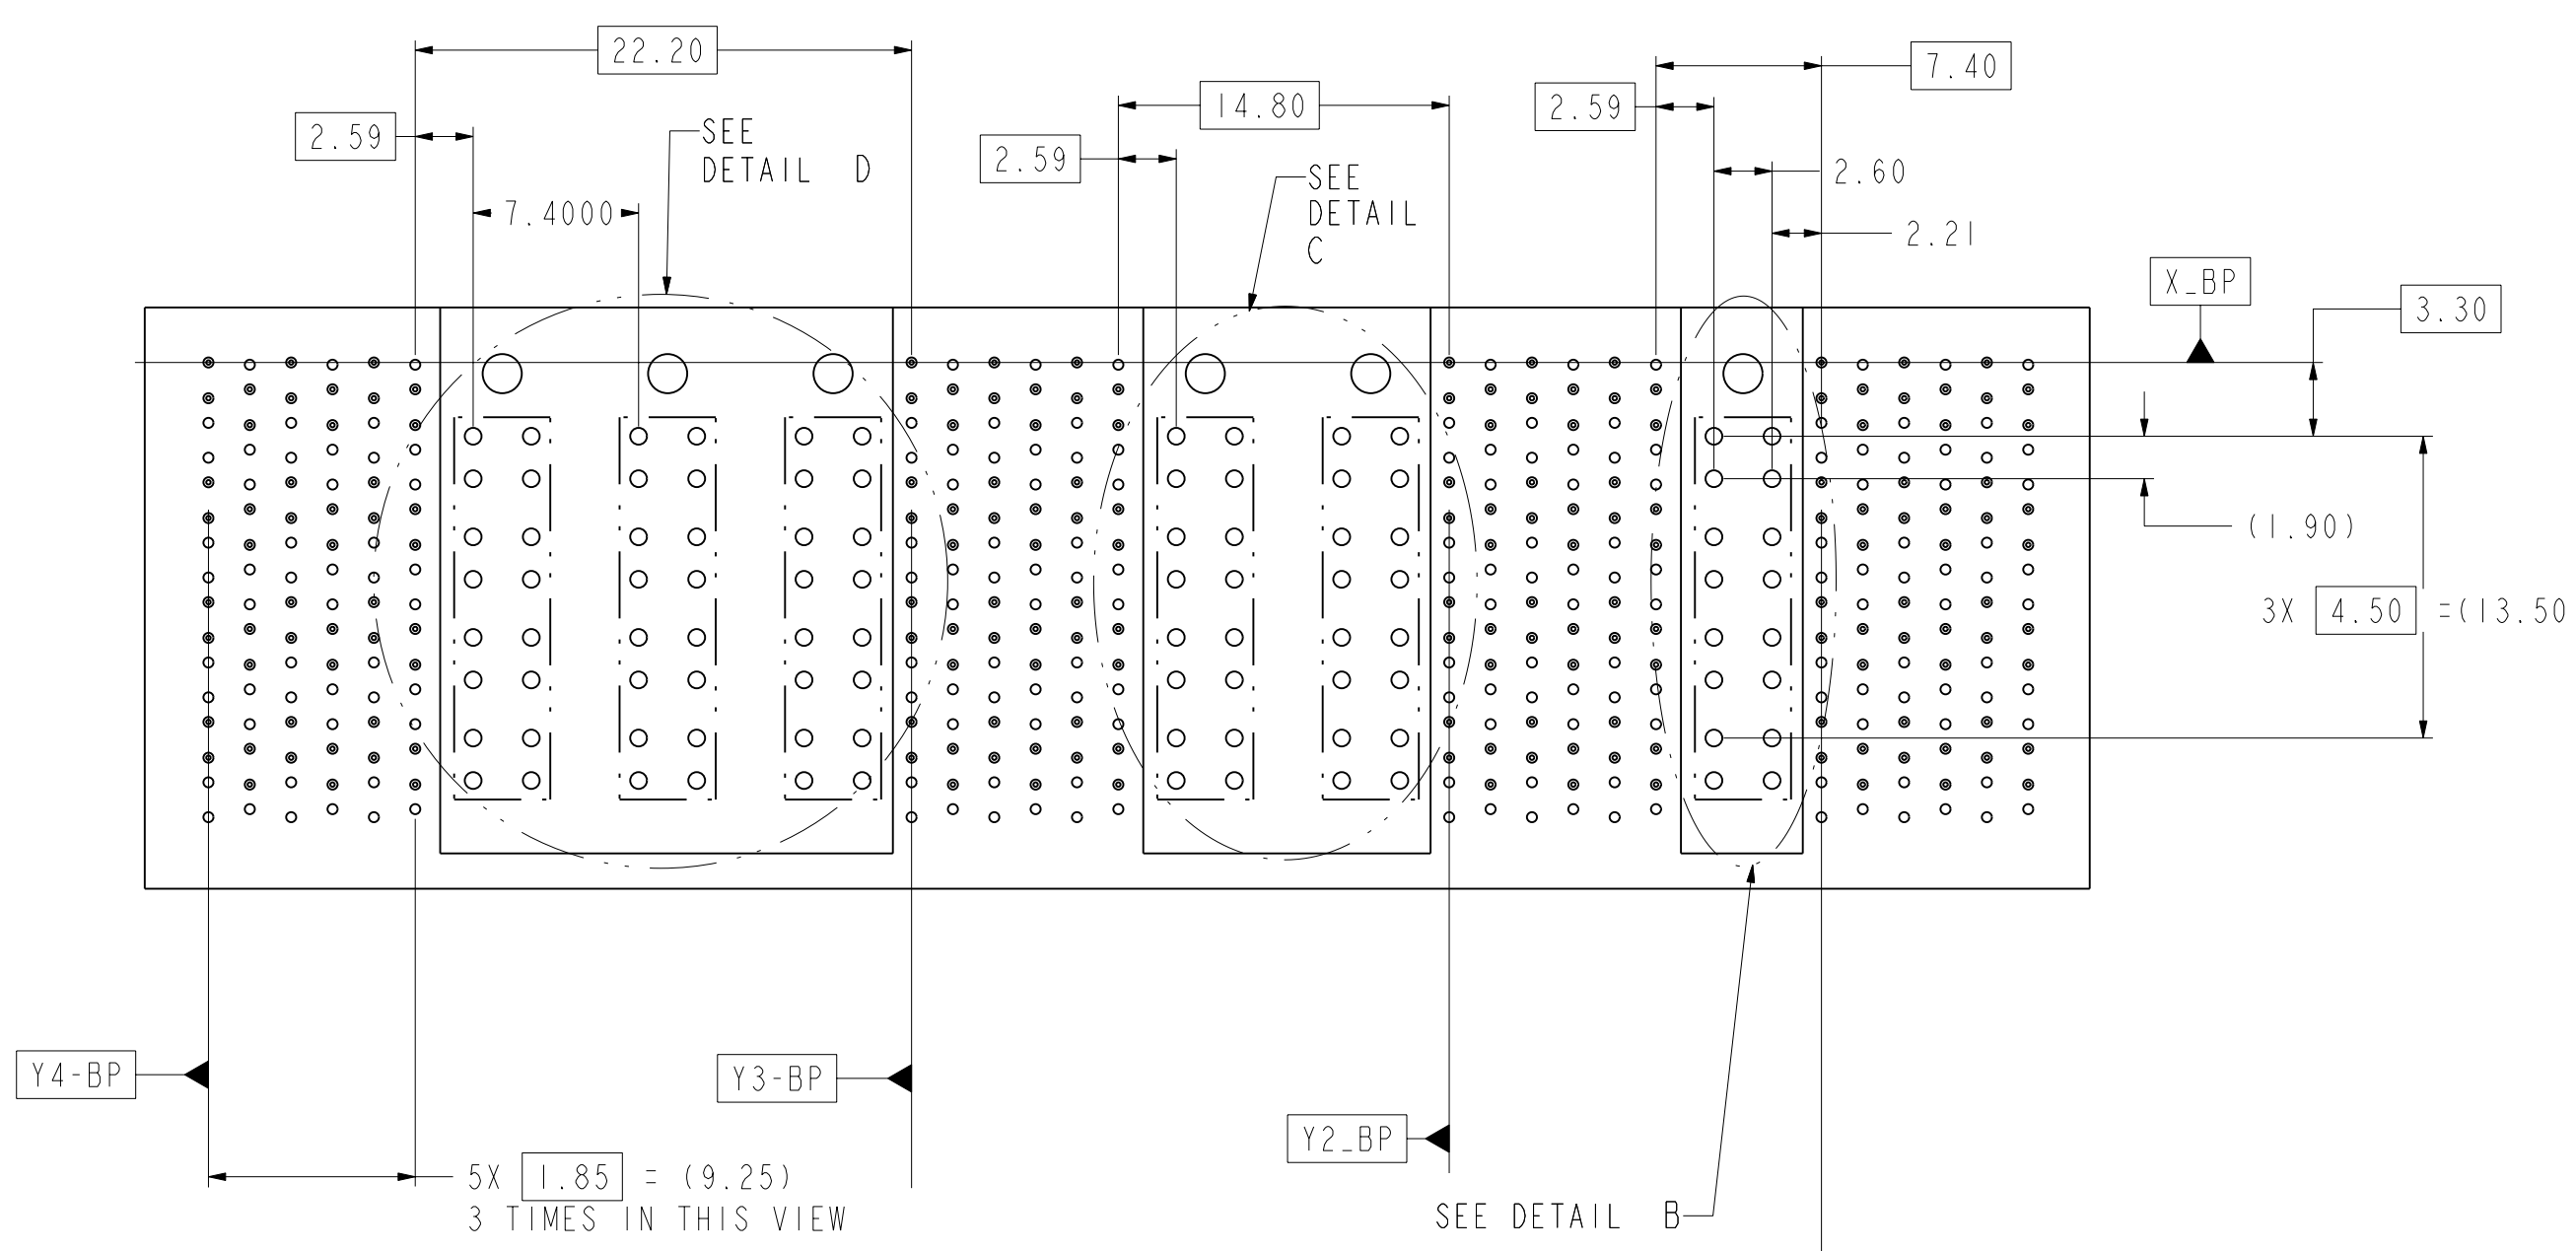 22.20
7.40
14.80
2.59
2.59
2.59
SEE
DETAIL D
2.60
SEE
DETAIL
C
7.4000
2.21
X_BP
3.30
(1.90)
3X 4.50 =(13.50
Y4-BP
Y3-BP
Y2_BP
5X 1.85 = (9.25)
3 TIMES IN THIS VIEW
SEE DETAIL B